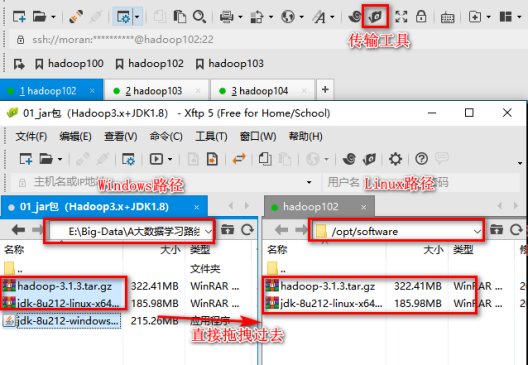 ssh://moran:**********@hadoop102:22
传输工具
hadoop100
hadoop102
hadoop103
1 hadoop102
2 hadoop103
3 hadoop104
+
01_jar包（Hadoop3.x+JDK1.8） - Xftp 5 (Free for Home/School)
文件(F) 编辑(E) 查看(V) 命令(C) 工具(T) 窗口(W) 帮助(H)
Windows路径
Linux路径
主机名或IP地
用户名
密码
01_jar包（Hadoop3.x+JDK1.8）
hadoop102
E:\Big-Data\A大数据学习路线
/opt/software
名称 大小 类型
名称 大小 类型
..
文件夹
..
hadoop-3.1.3.tar.gz 322.41MB WinRAR ...
hadoop-3.1.3.tar.gz 322.41MB WinRAR ...
jdk-8u212-linux-x64... 185.98MB WinRAR ...
jdk-8u212-linux-x64... 185.98MB WinRAR ...
jdk-8u212-windows... 215.26MB 应用程序
直接拖拽过去